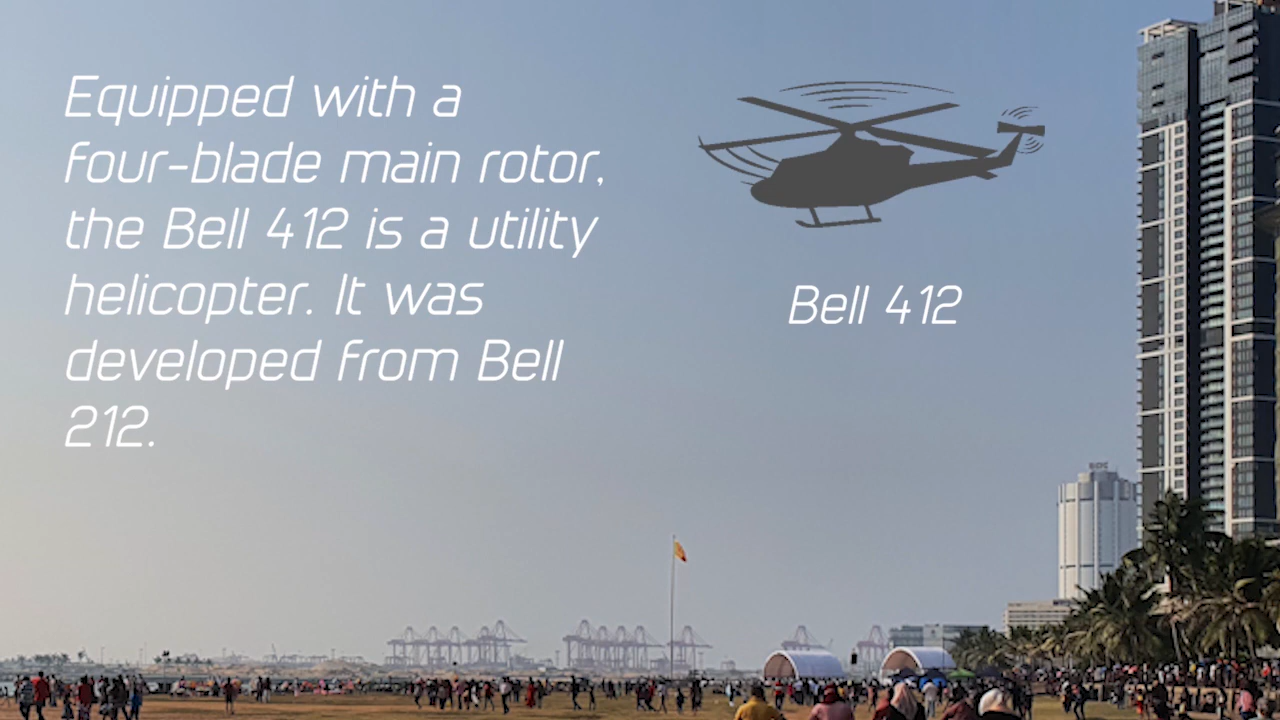 Equipped with a
four-blade main rotor,
the Bell 412 is a utility
helicopter. It was
developed from Bell
212.
Bell 412
BOC